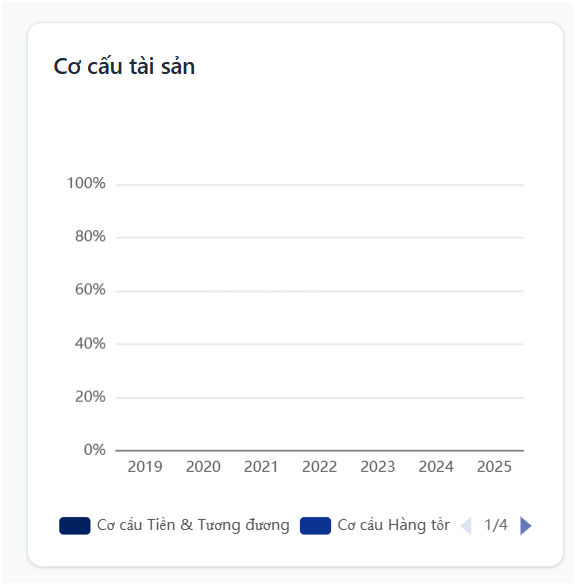 Cơ cấu tài sản
100%
80%
60%
40%
20%
0%
2019 2020 2021 2022 2023 2024 2025
Cơ cấu Tiền & Tương đương Cơ cấu Hàng tồn 1/4